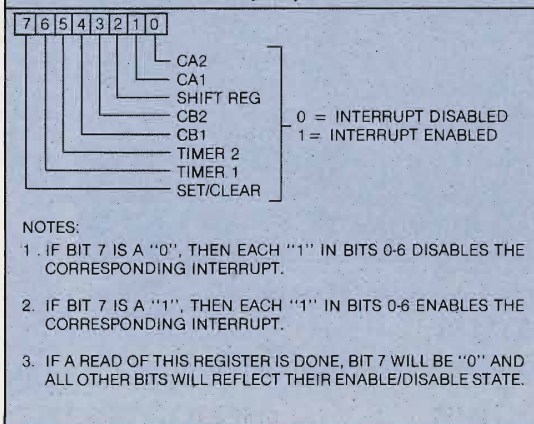 7 6 5 4 3 2 1 0
CA2
CA1
SHIFT REG
CB2
CB1
TIMER 2
TIMER 1
SET/CLEAR
0 = INTERRUPT DISABLED
1 = INTERRUPT ENABLED
NOTES:
1. IF BIT 7 IS A "0", THEN EACH "1" IN BITS 0-6 DISABLES THE
CORRESPONDING INTERRUPT.
2. IF BIT 7 IS A "1", THEN EACH "1" IN BITS 0-6 ENABLES THE
CORRESPONDING INTERRUPT.
3. IF A READ OF THIS REGISTER IS DONE, BIT 7 WILL BE "0" AND
ALL OTHER BITS WILL REFLECT THEIR ENABLE/DISABLE STATE.